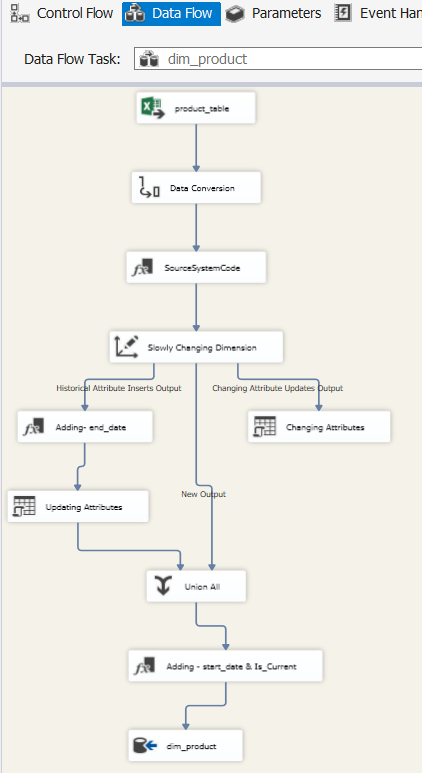 Control Flow Data Flow Parameters Event Han
Data Flow Task: dim_product
product_table
Data Conversion
SourceSystemCode
Slowly Changing Dimension
Historical Attribute Inserts Output
Changing Attribute Updates Output
Adding- end_date
Changing Attributes
New Output
Updating Attributes
Union All
Adding - start_date & Is_Current
dim_product